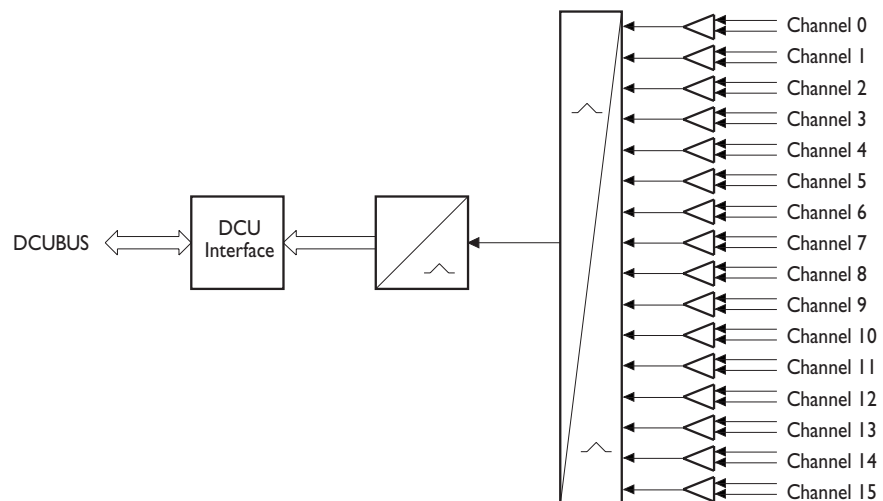 Channel 0
Channel 1
Channel 2
Channel 3
Channel 4
Channel 5
Channel 6
DCUBUS
DCU
Interface
Channel 7
Channel 8
Channel 9
Channel 10
Channel 11
Channel 12
Channel 13
Channel 14
Channel 15